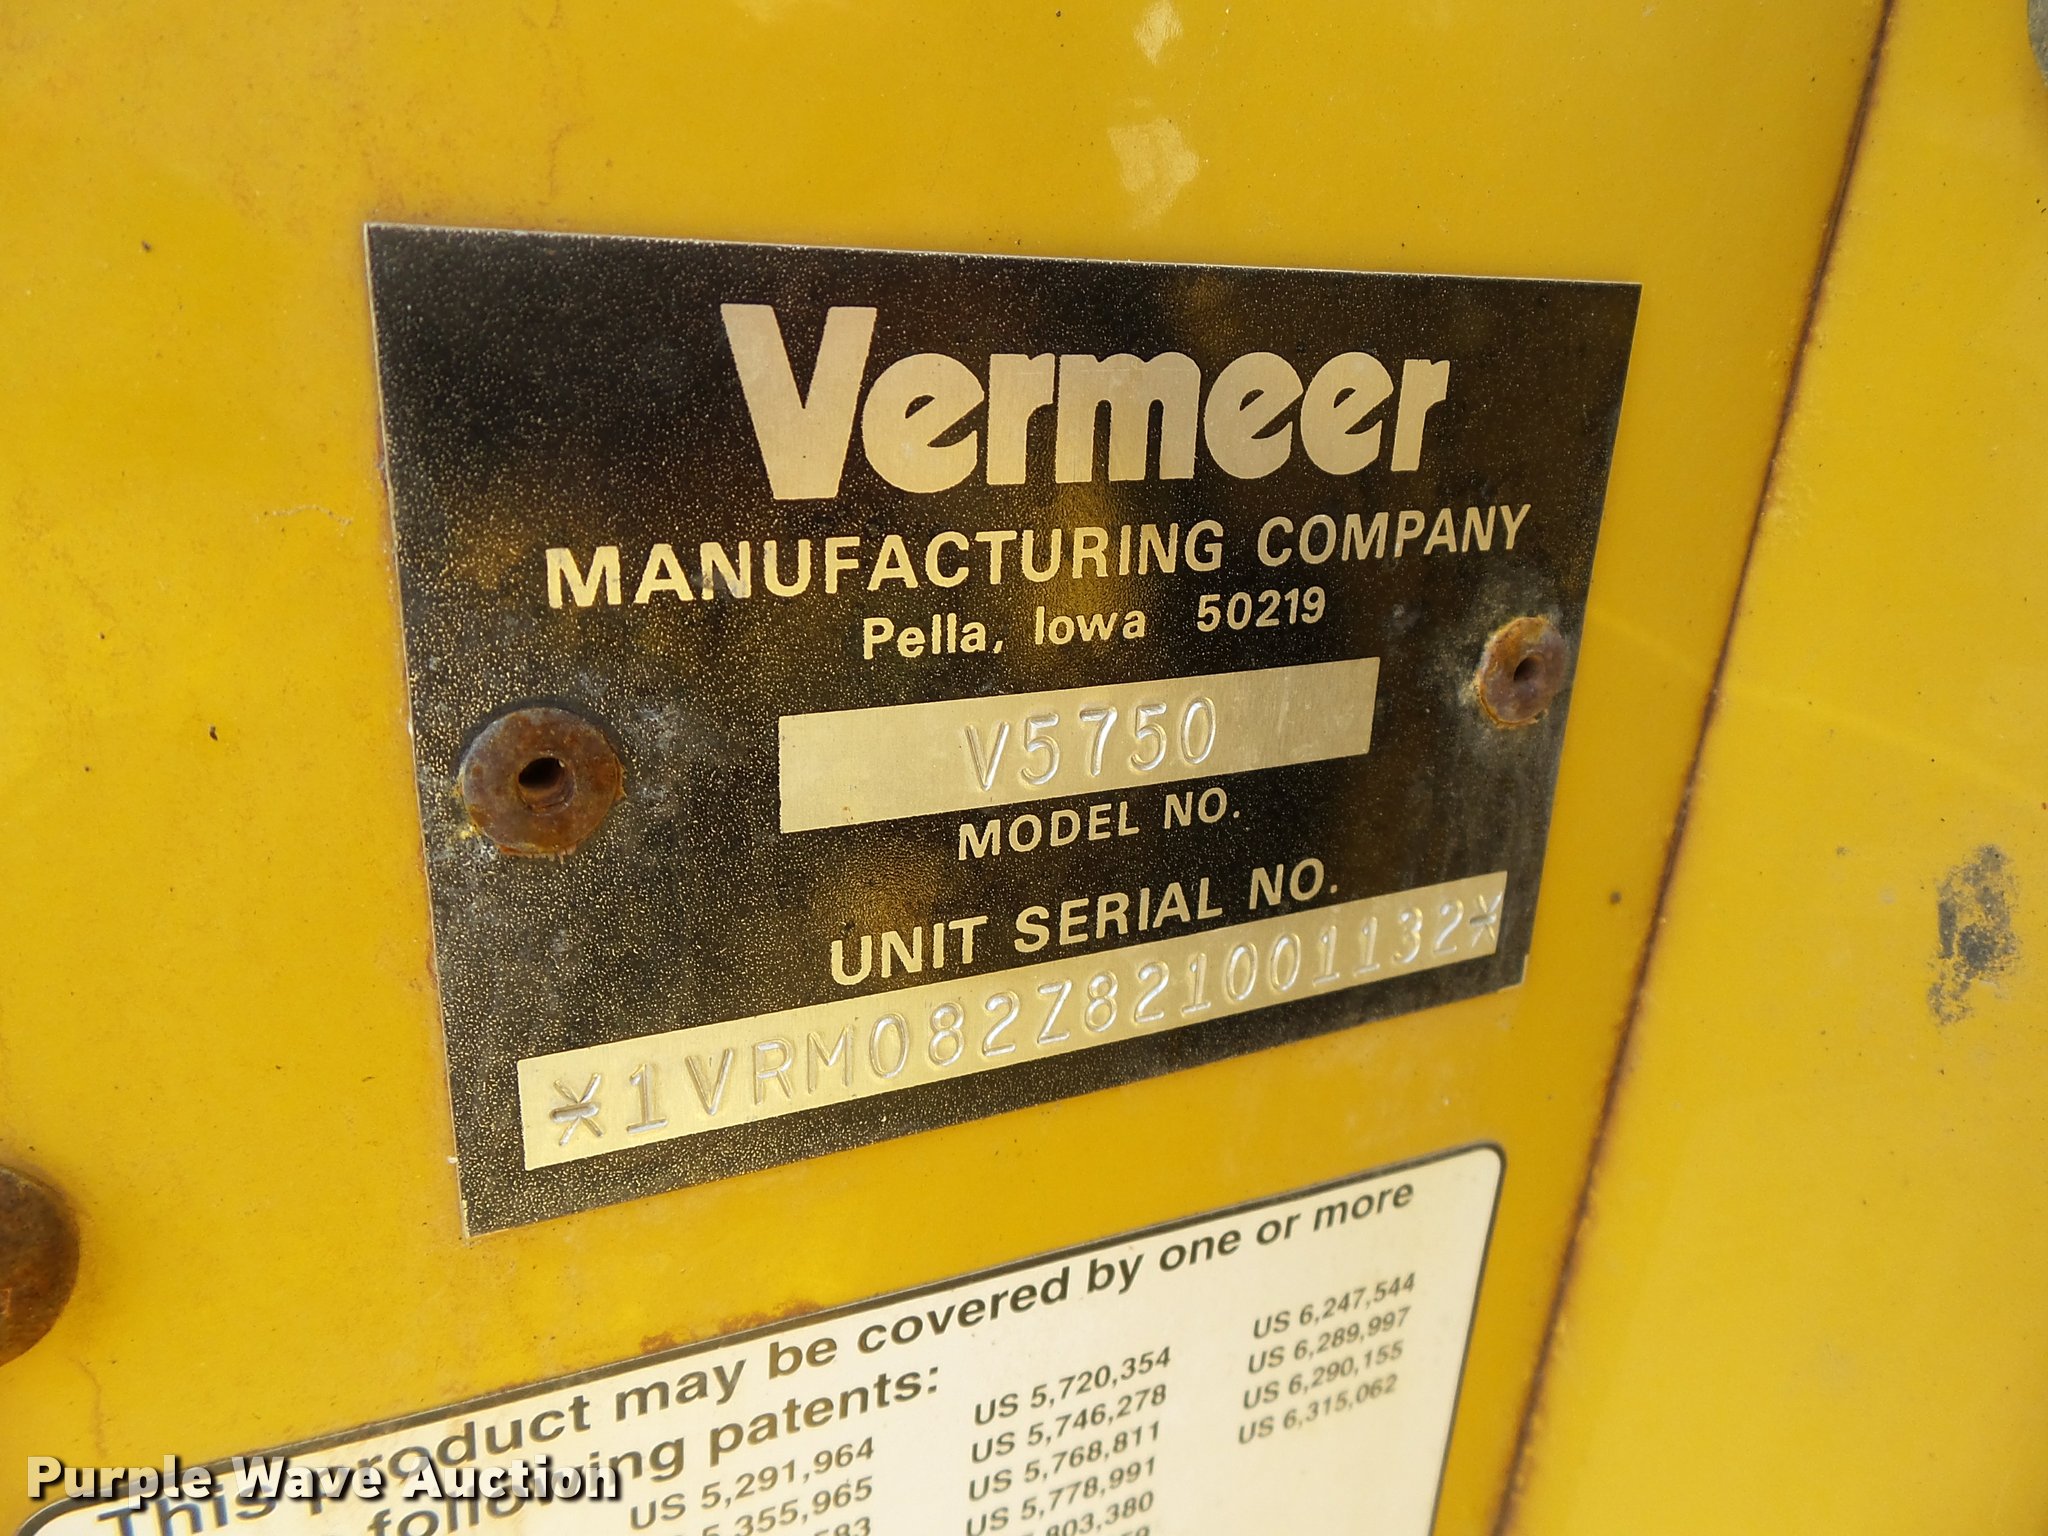 Vermeer
MANUFACTURING COMPANY
Pella, Iowa 50219
V5750
MODEL NO.
UNIT SERIAL NO.
*1VRM082Z821001132*
This product may be covered by one or more
following patents:
US 5,291,964
5,355,965
US 5,720,354
US 5,746,278
US 5,768,811
US 5,778,991
US 6,247,544
US 6,289,997
US 6,290,155
US 6,315,062
Purple Wave Auction